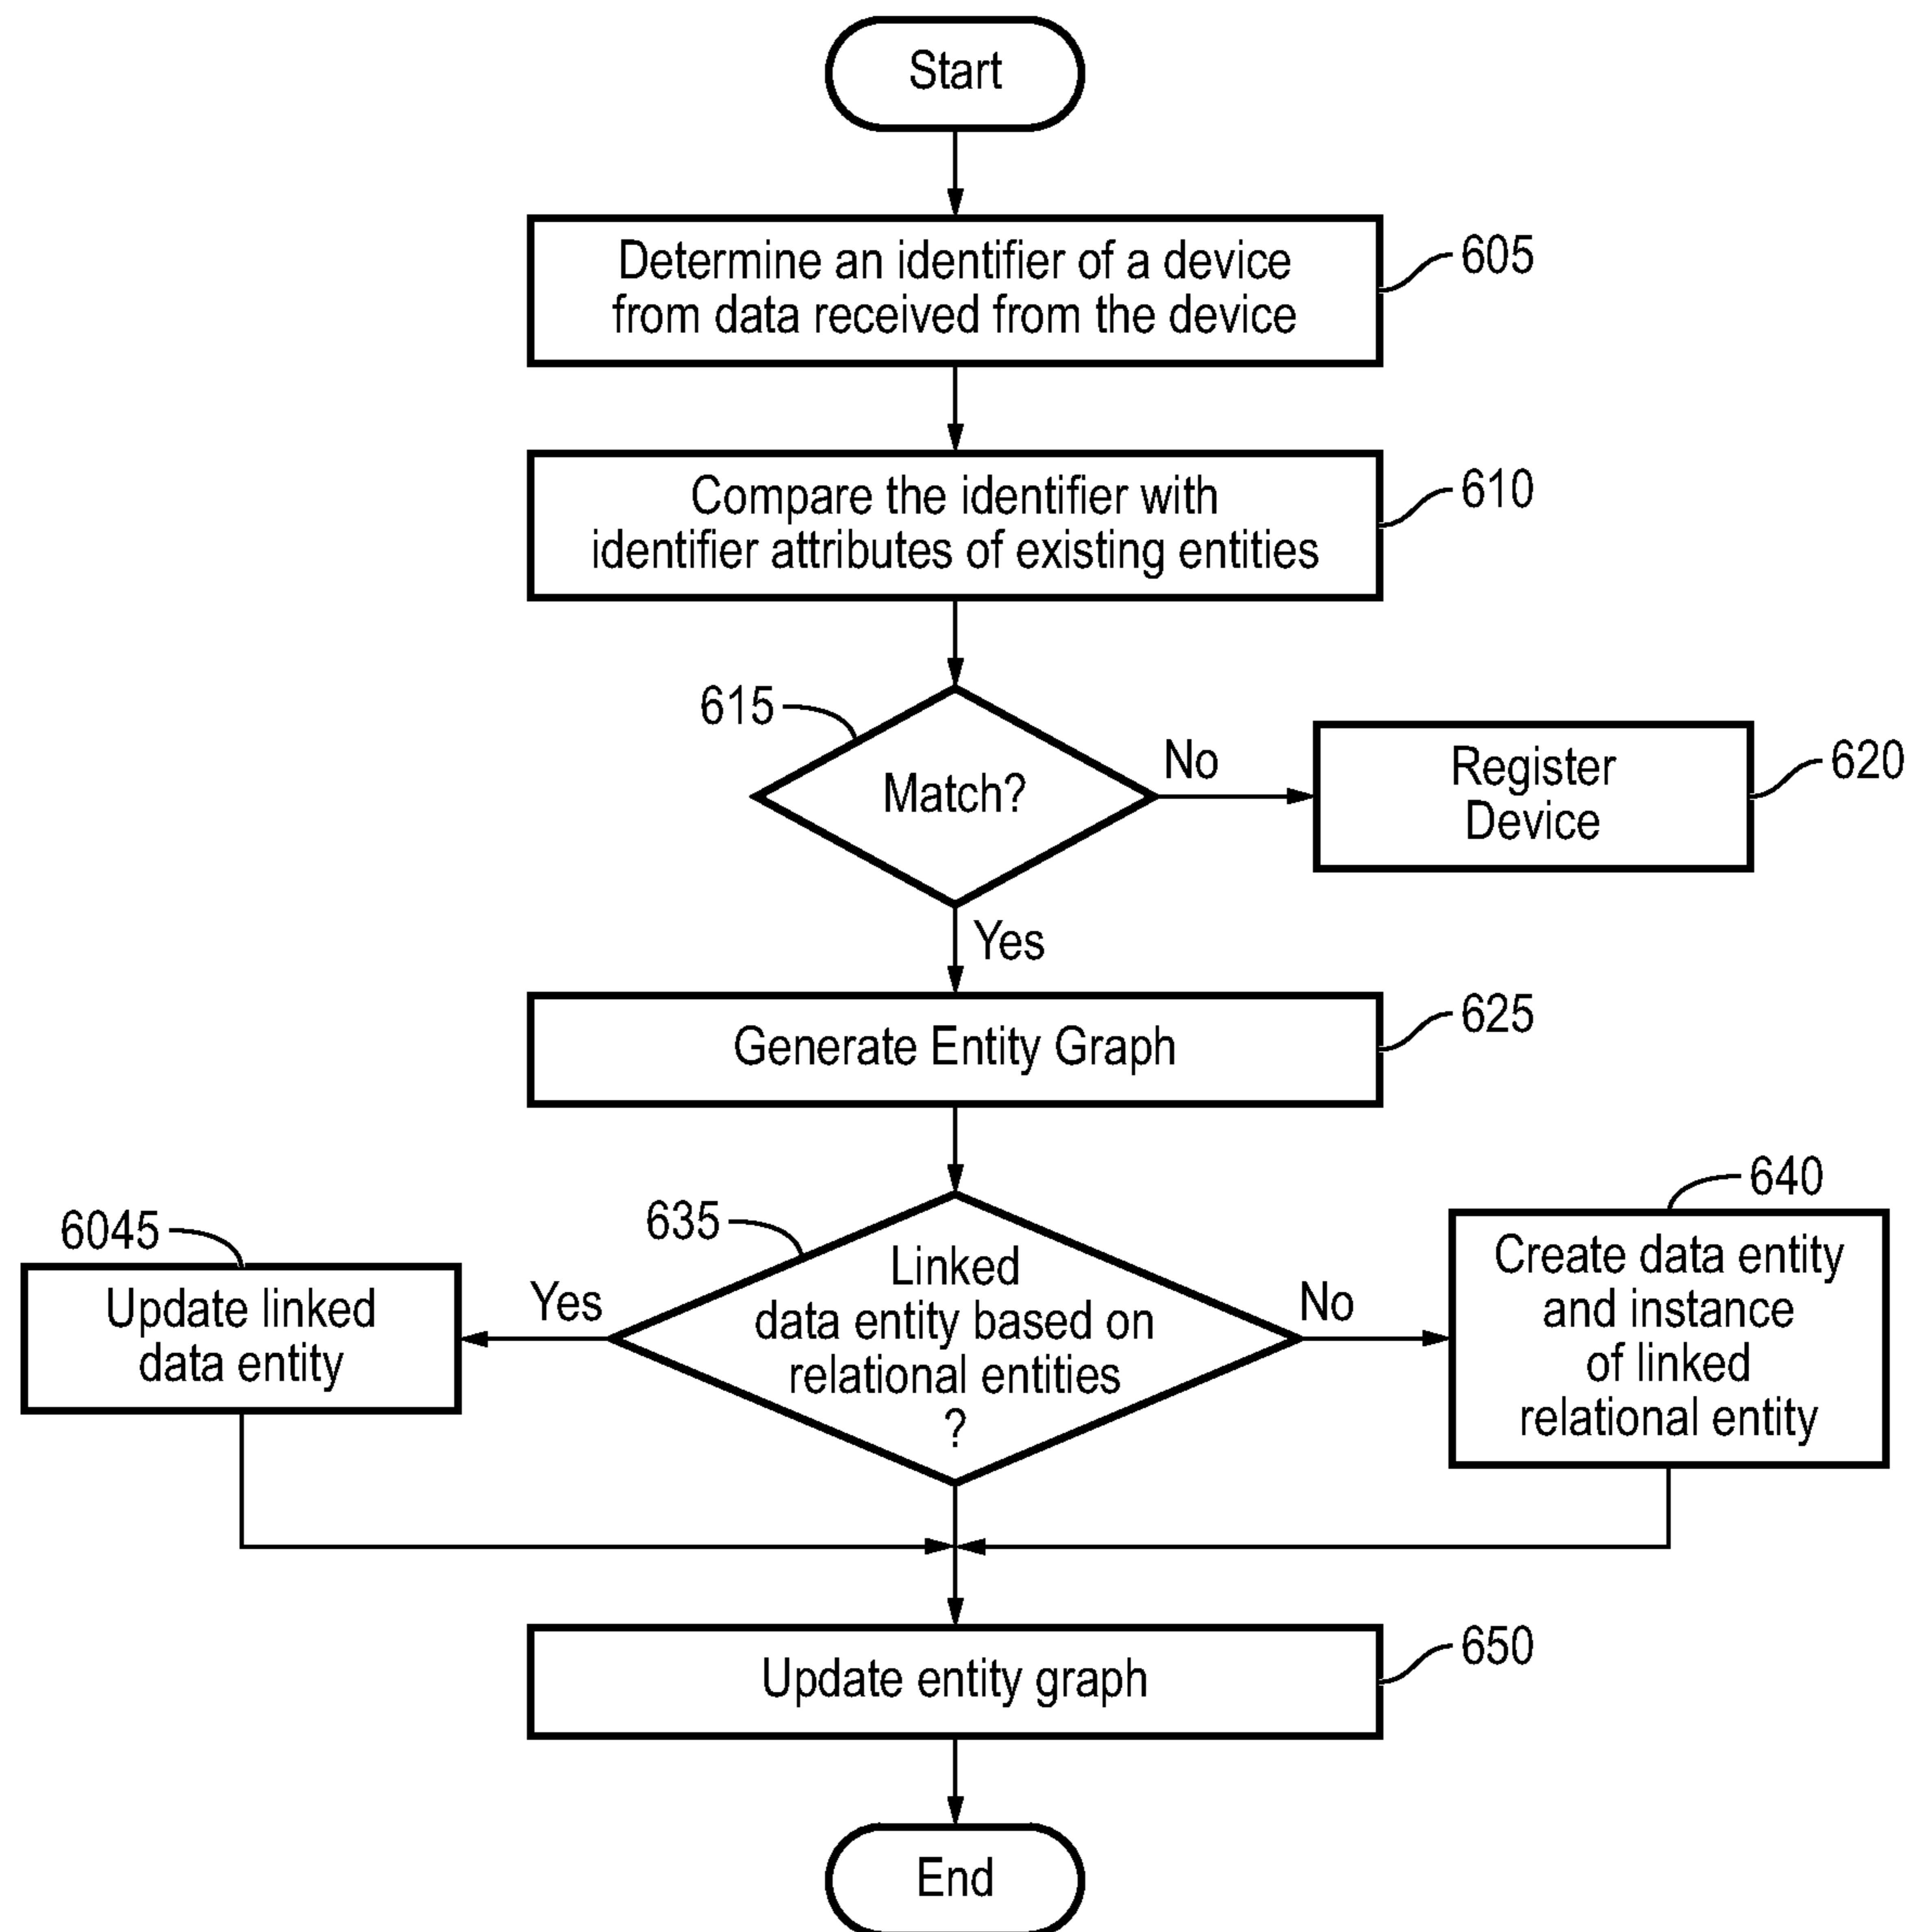 Start
Determine an identifier of a device
from data received from the device
605
Compare the identifier with
identifier attributes of existing entities
610
615
Match?
No
Register
Device
620
Yes
Generate Entity Graph
625
6045
Update linked
data entity
Yes
635
Linked
data entity based on
relational entities
?
No
640
Create data entity
and instance
of linked
relational entity
Update entity graph
650
End